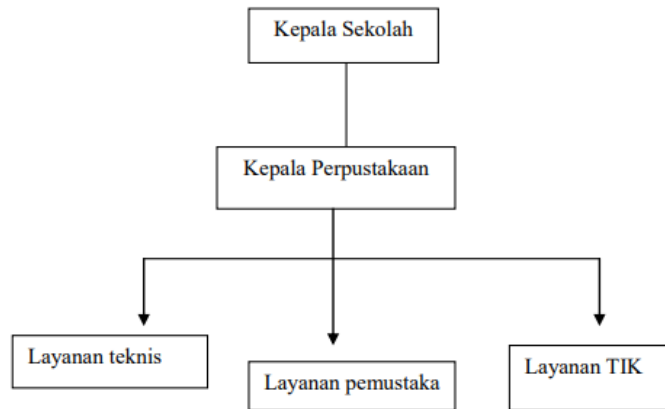 Kepala Sekolah
Kepala Perpustakaan
Layanan teknis
Layanan pemustaka
Layanan TIK